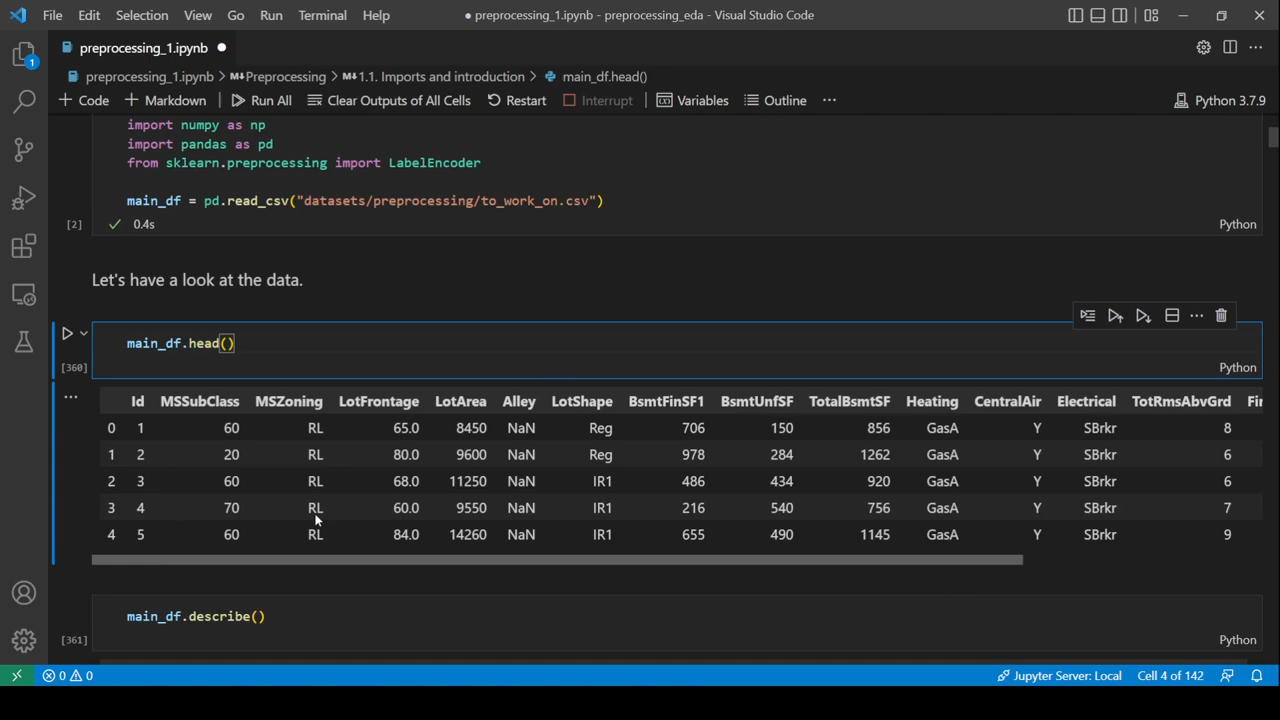 File Edit Selection View Go Run Terminal Help ● preprocessing_1.ipynb - preprocessing_eda - Visual Studio Code
preprocessing_1.ipynb ●
preprocessing_1.ipynb > Preprocessing > 1.1. Imports and introduction > main_df.head()
+ Code + Markdown Run All Clear Outputs of All Cells Restart Interrupt Variables Outline ··· Python 3.7.9
1
import numpy as np
import pandas as pd
from sklearn.preprocessing import LabelEncoder
main_df = pd.read_csv("datasets/preprocessing/to_work_on.csv")
[2] ✓ 0.4s Python
Let's have a look at the data.
main_df.head()
[360] Python
··· Id MSSubClass MSZoning LotFrontage LotArea Alley LotShape BsmtFinSF1 BsmtUnfSF TotalBsmtSF Heating CentralAir Electrical TotRmsAbvGrd Fir
0 1 60 RL 65.0 8450 NaN Reg 706 150 856 GasA Y SBrkr 8
1 2 20 RL 80.0 9600 NaN Reg 978 284 1262 GasA Y SBrkr 6
2 3 60 RL 68.0 11250 NaN IR1 486 434 920 GasA Y SBrkr 6
3 4 70 RL 60.0 9550 NaN IR1 216 540 756 GasA Y SBrkr 7
4 5 60 RL 84.0 14260 NaN IR1 655 490 1145 GasA Y SBrkr 9
main_df.describe()
[361] Python
0 0 Jupyter Server: Local Cell 4 of 142